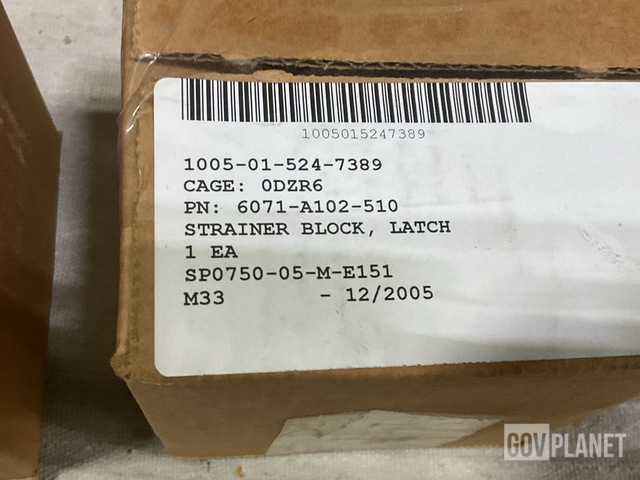 1005015247389
1005-01-524-7389
CAGE: 0DZR6
PN: 6071-A102-510
STRAINER BLOCK, LATCH
1 EA
SP0750-05-M-E151
M33 - 12/2005
GOVPLANET